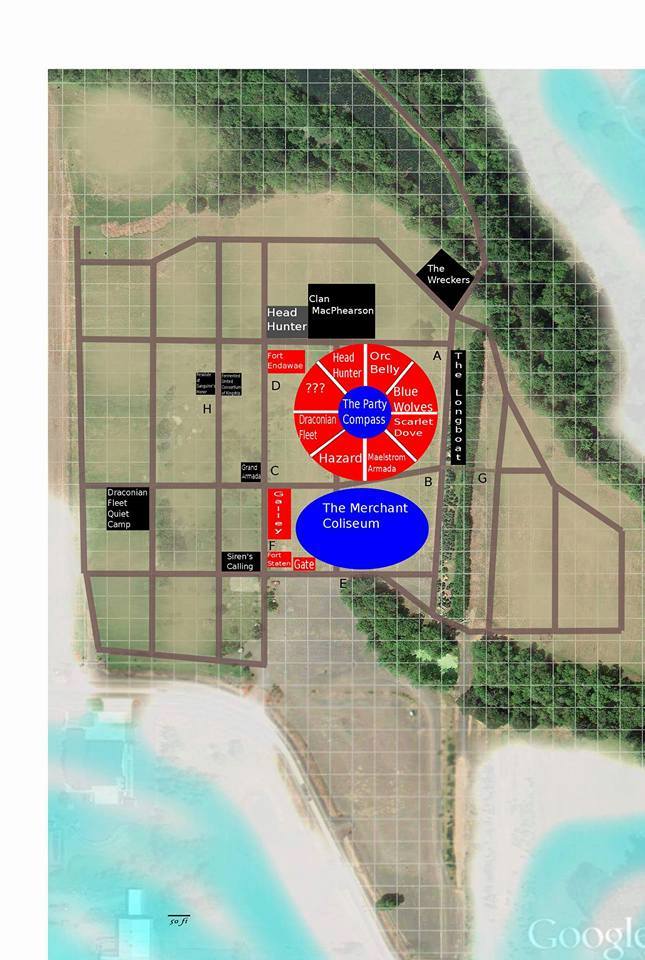 The
Wreckers
Clan
MacPhearson
Head
Hunter
Fort
Endawae
Head
Hunter
Orc
Belly
A
The Longboat
D
???
Blue
Wolves
The Party
Compass
H
Draconian
Fleet
Scarlet
Dove
Hazard
Maelstrom
Armada
Grand
Armada
C
B
G
Draconian
Fleet
Quiet
Camp
Galley
The Merchant
Coliseum
F
Siren's
Calling
Fort
Staten
Gate
E
50 ft
Google